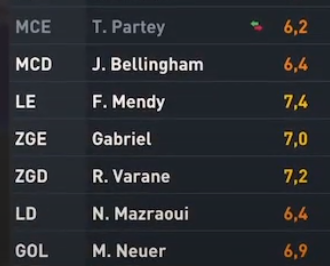 MCE T. Partey 6,2
MCD J. Bellingham 6,4
LE F. Mendy 7,4
ZGE Gabriel 7,0
ZGD R. Varane 7,2
LD N. Mazraoui 6,4
GOL M. Neuer 6,9